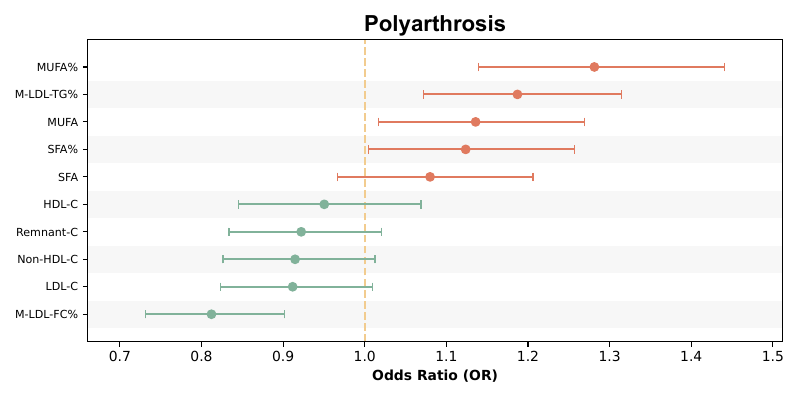 Polyarthrosis
MUFA%
M-LDL-TG%
MUFA
SFA%
SFA
HDL-C
Remnant-C
Non-HDL-C
LDL-C
M-LDL-FC%
0.7 0.8 0.9 1.0 1.1 1.2 1.3 1.4 1.5
Odds Ratio (OR)